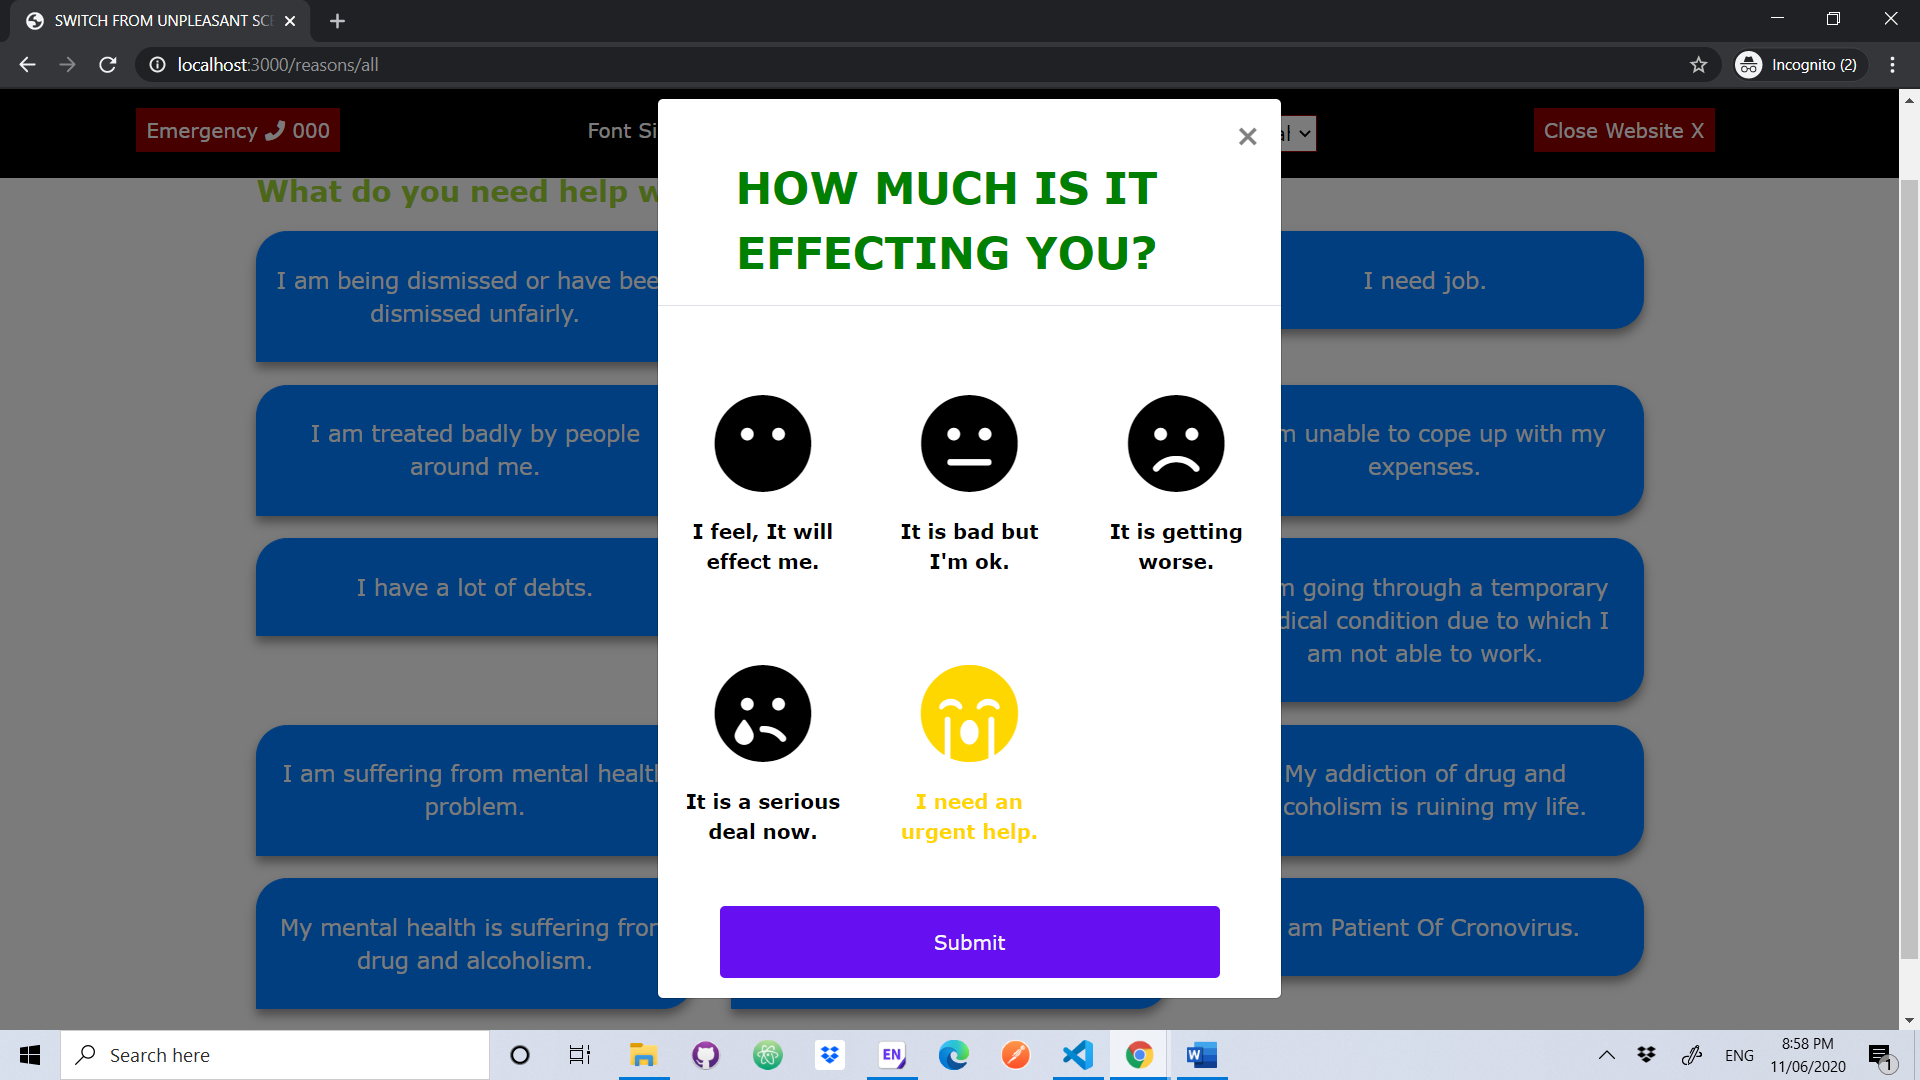 SWITCH FROM UNPLEASANT SCE
localhost:3000/reasons/all
Incognito (2)
Emergency 000
Font Si
Close Website X
What do you need help w
HOW MUCH IS IT
EFFECTING YOU?
I am being dismissed or have bee
dismissed unfairly.
I need job.
I am treated badly by people
around me.
m unable to cope up with my
expenses.
I feel, It will
effect me.
It is bad but
I'm ok.
It is getting
worse.
I have a lot of debts.
m going through a temporary
dical condition due to which I
am not able to work.
I am suffering from mental health
problem.
My addiction of drug and
coholism is ruining my life.
It is a serious
deal now.
I need an
urgent help.
My mental health is suffering from
drug and alcoholism.
am Patient Of Cronovirus.
Submit
Search here
EN
W
ENG
8:58 PM
11/06/2020
1